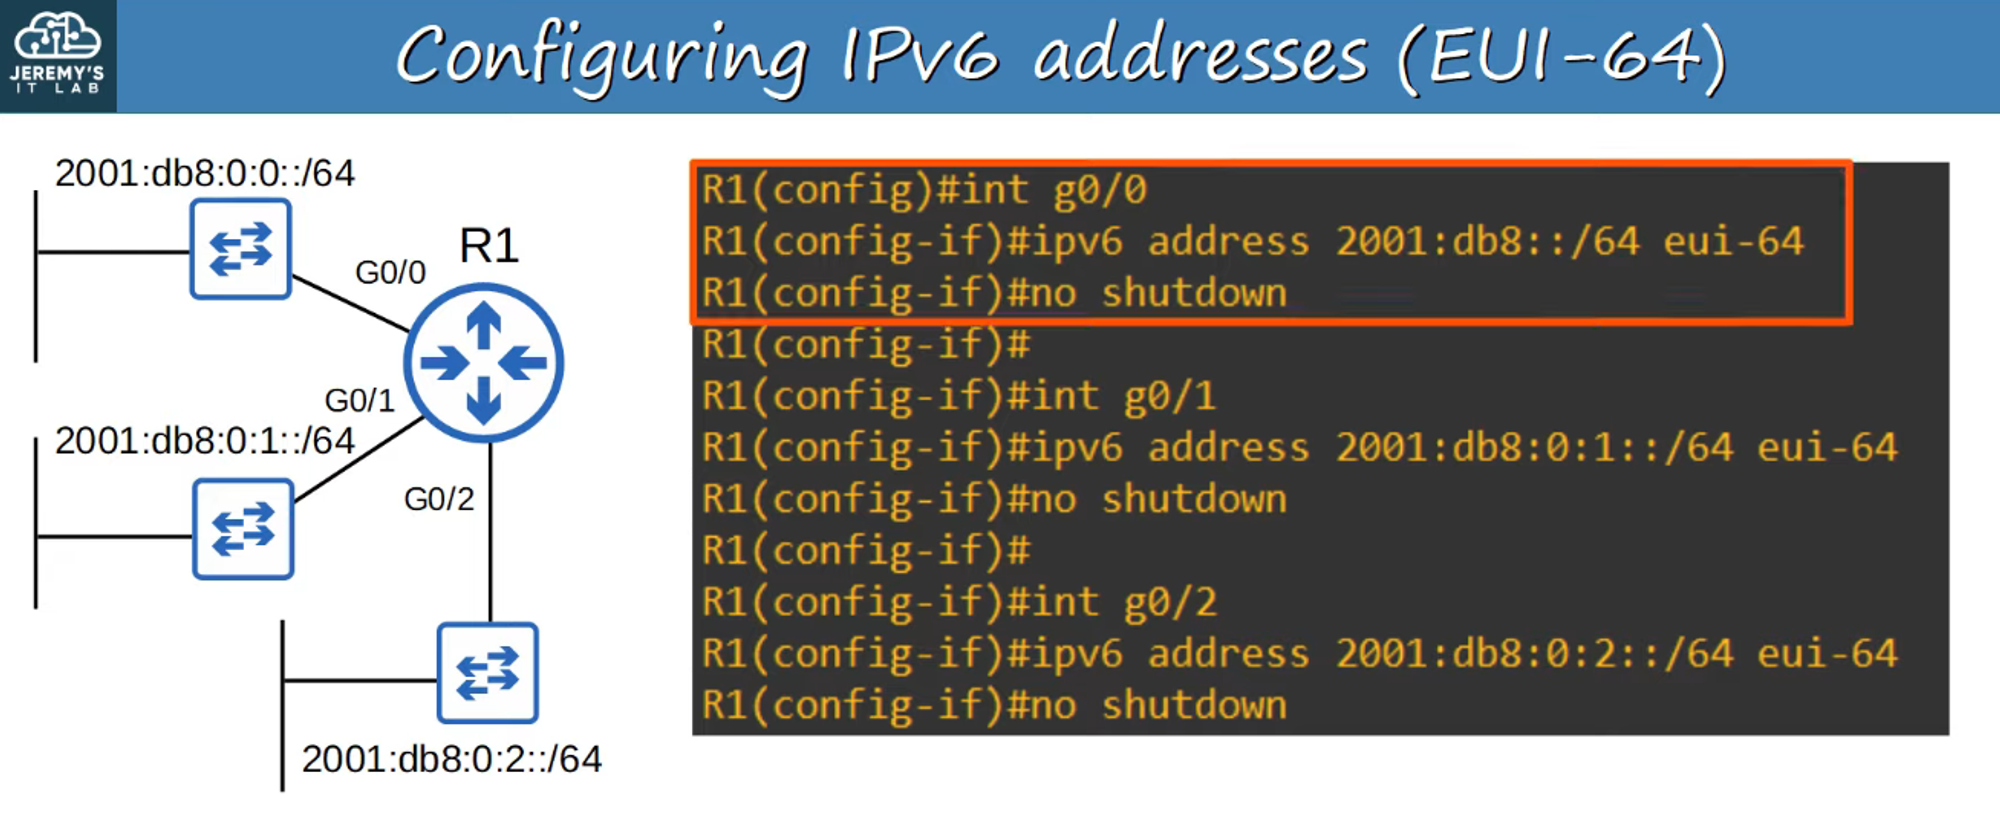 JEREMY'S
IT LAB
Configuring IPv6 addresses (EUI-64)
2001:db8:0:0::/64
R1
G0/0
G0/1
2001:db8:0:1::/64
G0/2
2001:db8:0:2::/64
R1(config)#int g0/0
R1(config-if)#ipv6 address 2001:db8::/64 eui-64
R1(config-if)#no shutdown
R1(config-if)#
R1(config-if)#int g0/1
R1(config-if)#ipv6 address 2001:db8:0:1::/64 eui-64
R1(config-if)#no shutdown
R1(config-if)#
R1(config-if)#int g0/2
R1(config-if)#ipv6 address 2001:db8:0:2::/64 eui-64
R1(config-if)#no shutdown